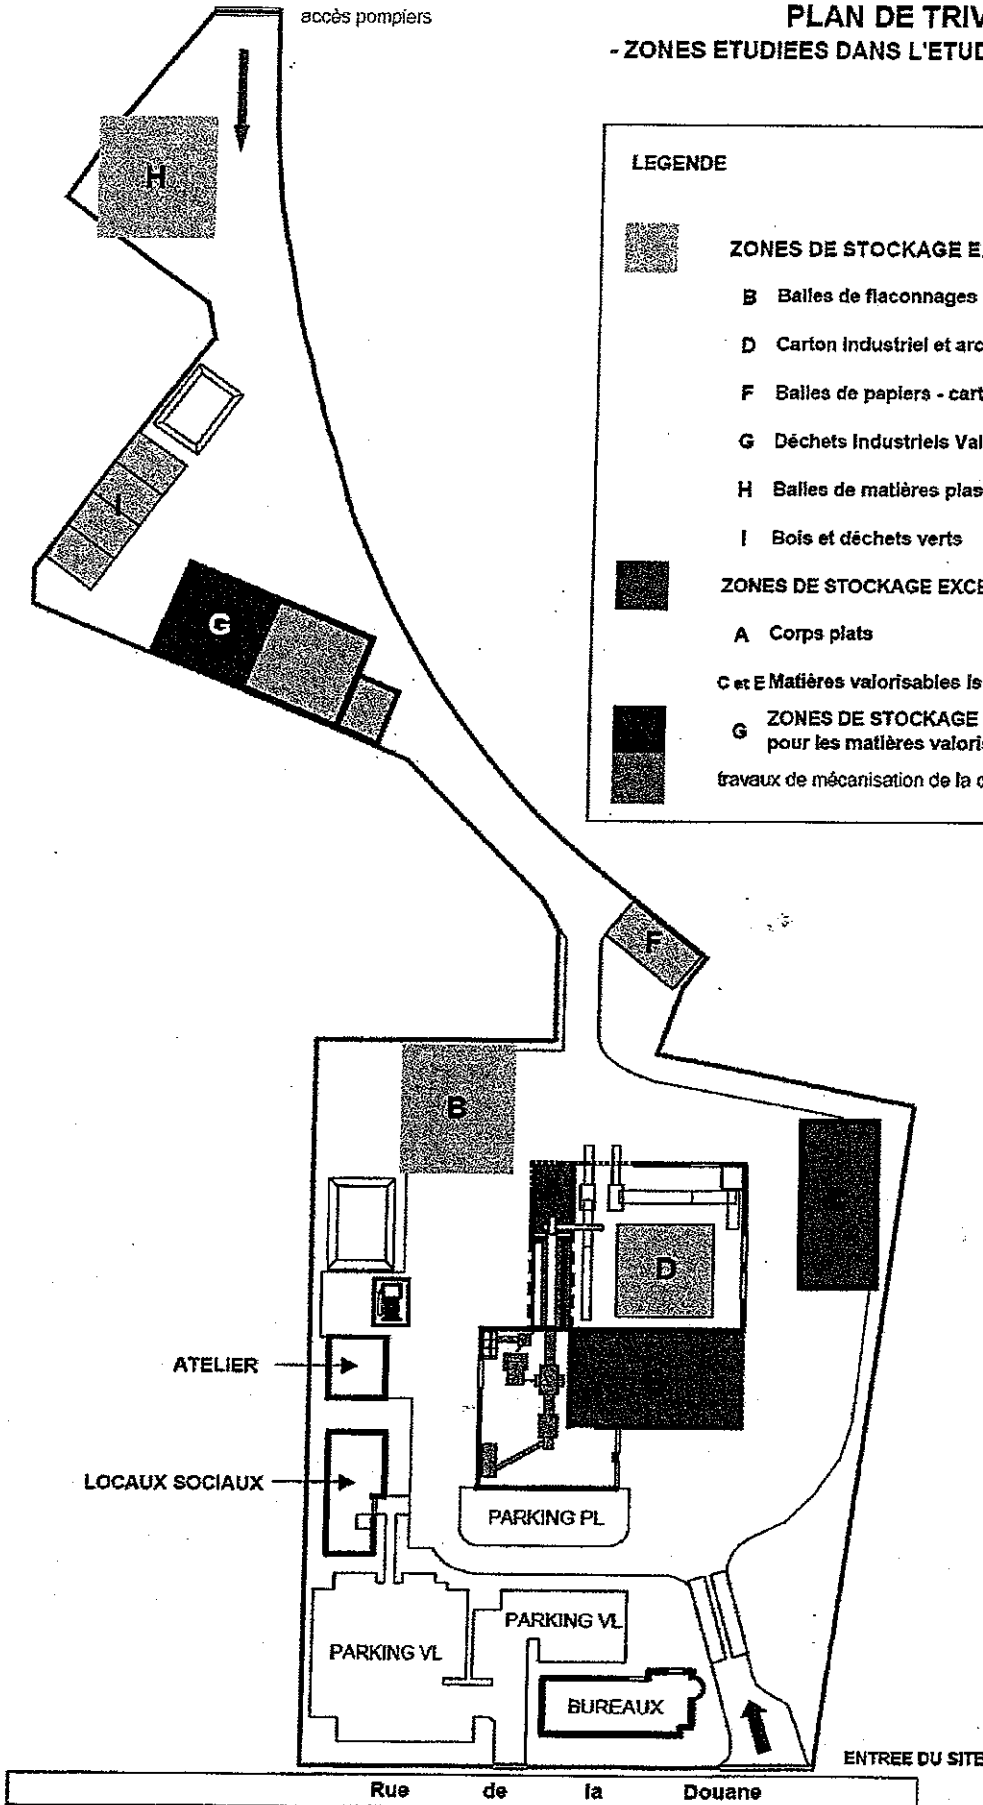 accès pompiers
PLAN DE TRIV
- ZONES ETUDIEES DANS L'ETUD
LEGENDE
ZONES DE STOCKAGE E
B Balles de flaconnages
D Carton industriel et arc
F Balles de papiers - cart
G Déchets Industriels Val
H Balles de matières plas
I Bois et déchets verts
ZONES DE STOCKAGE EXCE
A Corps plats
C et E Matières valorisables is
G ZONES DE STOCKAGE
pour les matières valoris
travaux de mécanisation de la c
H
I
G
F
B
D
ATELIER
LOCAUX SOCIAUX
PARKING PL
PARKING VL
PARKING VL
BUREAUX
ENTREE DU SITE
Rue de la Douane